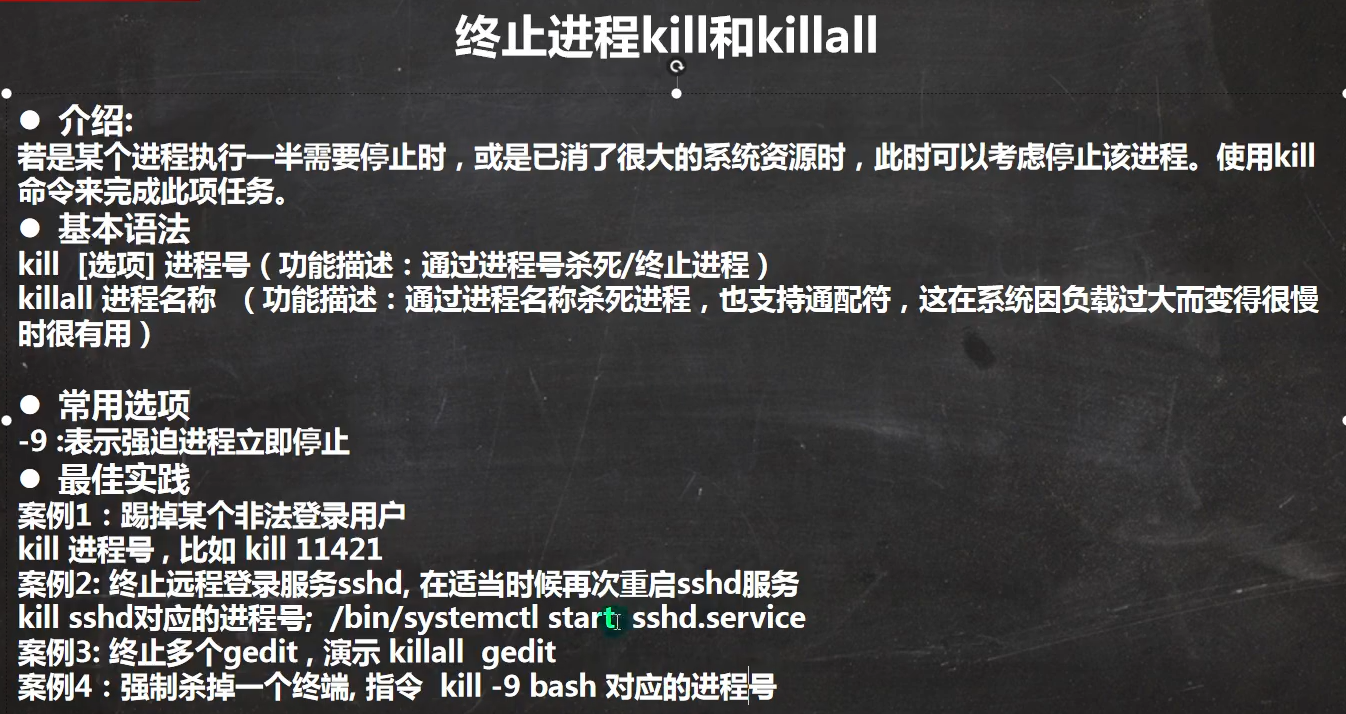 终止进程kill和killall
● 介绍:
若是某个进程执行一半需要停止时，或是已消了很大的系统资源时，此时可以考虑停止该进程。使用kill
命令来完成此项任务。
● 基本语法
kill [选项] 进程号（功能描述：通过进程号杀死/终止进程）
killall 进程名称 （功能描述：通过进程名称杀死进程，也支持通配符，这在系统因负载过大而变得很慢
时很有用）
● 常用选项
-9 :表示强迫进程立即停止
● 最佳实践
案例1：踢掉某个非法登录用户
kill 进程号 , 比如 kill 11421
案例2: 终止远程登录服务sshd, 在适当时候再次重启sshd服务
kill sshd对应的进程号; /bin/systemctl start sshd.service
案例3: 终止多个gedit , 演示 killall gedit
案例4：强制杀掉一个终端, 指令 kill -9 bash 对应的进程号